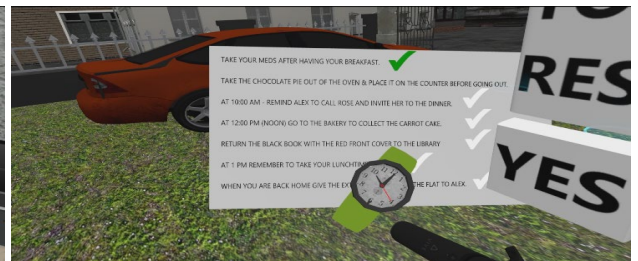 TAKE YOUR MEDS AFTER HAVING YOUR BREAKFAST.
TAKE THE CHOCOLATE PIE OUT OF THE OVEN & PLACE IT ON THE COUNTER BEFORE GOING OUT.
AT 10:00 AM - REMIND ALEX TO CALL ROSE AND INVITE HER TO THE DINNER.
AT 12:00 PM (NOON) GO TO THE BAKERY TO COLLECT THE CARROT CAKE.
RETURN THE BLACK BOOK WITH THE RED FRONT COVER TO THE LIBRARY
AT 1 PM REMEMBER TO TAKE YOUR
WHEN YOU ARE BACK HOME GIVE THE THE FLAT TO ALEX.
RES
YES